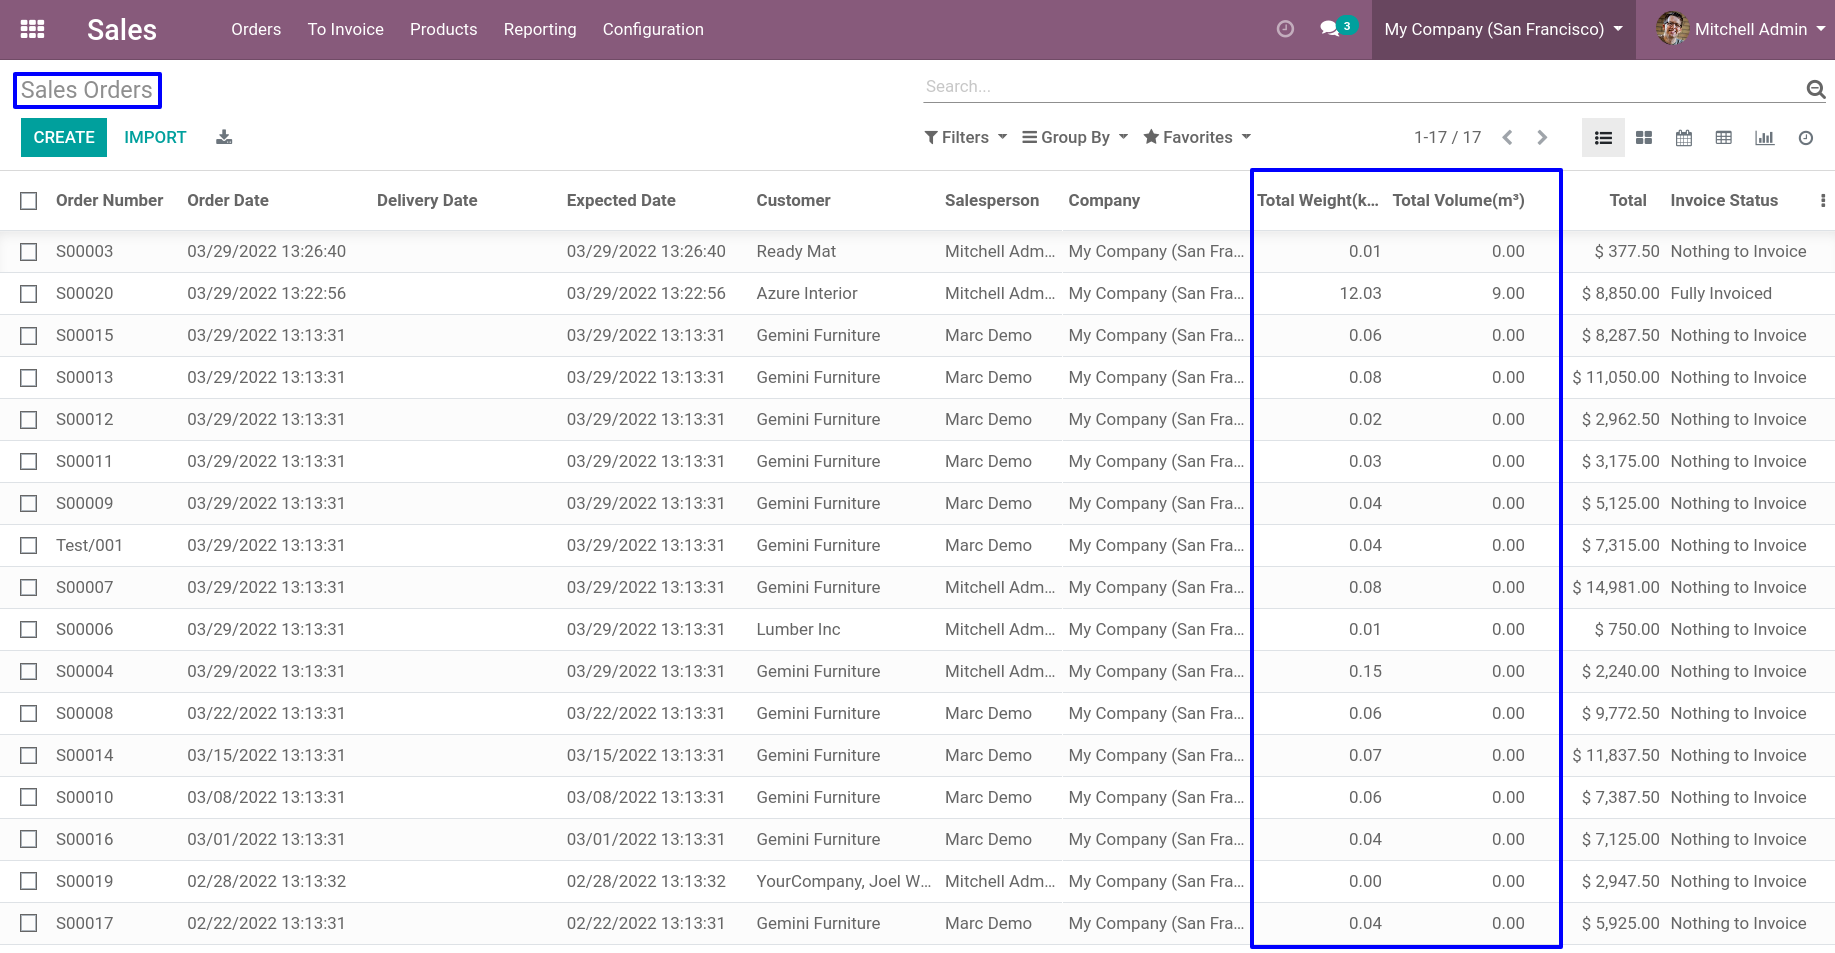 Sales Orders To Invoice Products Reporting Configuration 3 My Company (San Francisco) Mitchell Admin
Sales Orders
Search...
CREATE IMPORT Filters Group By Favorites 1-17 / 17
Order Number Order Date Delivery Date Expected Date Customer Salesperson Company Total Weight(k... Total Volume(m³) Total Invoice Status
S00003 03/29/2022 13:26:40 03/29/2022 13:26:40 Ready Mat Mitchell Adm... My Company (San Fra... 0.01 0.00 $ 377.50 Nothing to Invoice
S00020 03/29/2022 13:22:56 03/29/2022 13:22:56 Azure Interior Mitchell Adm... My Company (San Fra... 12.03 9.00 $ 8,850.00 Fully Invoiced
S00015 03/29/2022 13:13:31 03/29/2022 13:13:31 Gemini Furniture Marc Demo My Company (San Fra... 0.06 0.00 $ 8,287.50 Nothing to Invoice
S00013 03/29/2022 13:13:31 03/29/2022 13:13:31 Gemini Furniture Marc Demo My Company (San Fra... 0.08 0.00 $ 11,050.00 Nothing to Invoice
S00012 03/29/2022 13:13:31 03/29/2022 13:13:31 Gemini Furniture Marc Demo My Company (San Fra... 0.02 0.00 $ 2,962.50 Nothing to Invoice
S00011 03/29/2022 13:13:31 03/29/2022 13:13:31 Gemini Furniture Marc Demo My Company (San Fra... 0.03 0.00 $ 3,175.00 Nothing to Invoice
S00009 03/29/2022 13:13:31 03/29/2022 13:13:31 Gemini Furniture Marc Demo My Company (San Fra... 0.04 0.00 $ 5,125.00 Nothing to Invoice
Test/001 03/29/2022 13:13:31 03/29/2022 13:13:31 Gemini Furniture Marc Demo My Company (San Fra... 0.04 0.00 $ 7,315.00 Nothing to Invoice
S00007 03/29/2022 13:13:31 03/29/2022 13:13:31 Gemini Furniture Mitchell Adm... My Company (San Fra... 0.08 0.00 $ 14,981.00 Nothing to Invoice
S00006 03/29/2022 13:13:31 03/29/2022 13:13:31 Lumber Inc Mitchell Adm... My Company (San Fra... 0.01 0.00 $ 750.00 Nothing to Invoice
S00004 03/29/2022 13:13:31 03/29/2022 13:13:31 Gemini Furniture Mitchell Adm... My Company (San Fra... 0.15 0.00 $ 2,240.00 Nothing to Invoice
S00008 03/22/2022 13:13:31 03/22/2022 13:13:31 Gemini Furniture Marc Demo My Company (San Fra... 0.06 0.00 $ 9,772.50 Nothing to Invoice
S00014 03/15/2022 13:13:31 03/15/2022 13:13:31 Gemini Furniture Marc Demo My Company (San Fra... 0.07 0.00 $ 11,837.50 Nothing to Invoice
S00010 03/08/2022 13:13:31 03/08/2022 13:13:31 Gemini Furniture Marc Demo My Company (San Fra... 0.06 0.00 $ 7,387.50 Nothing to Invoice
S00016 03/01/2022 13:13:31 03/01/2022 13:13:31 Gemini Furniture Marc Demo My Company (San Fra... 0.04 0.00 $ 7,125.00 Nothing to Invoice
S00019 02/28/2022 13:13:32 02/28/2022 13:13:32 YourCompany, Joel W... Mitchell Adm... My Company (San Fra... 0.00 0.00 $ 2,947.50 Nothing to Invoice
S00017 02/22/2022 13:13:31 02/22/2022 13:13:31 Gemini Furniture Marc Demo My Company (San Fra... 0.04 0.00 $ 5,925.00 Nothing to Invoice